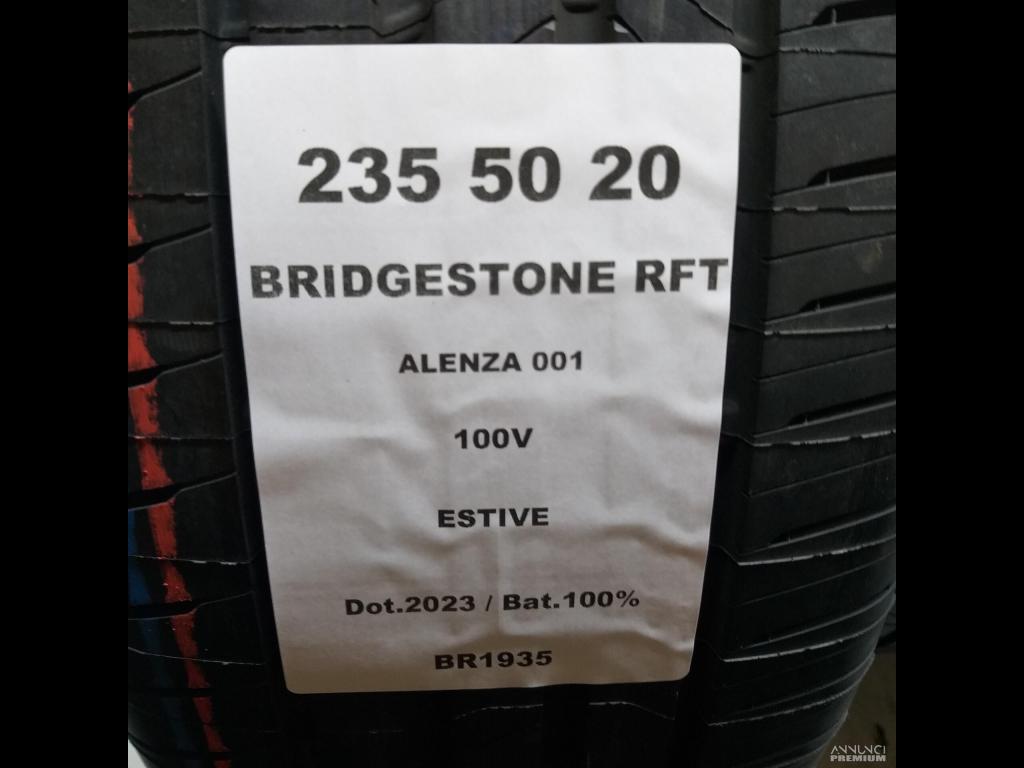 235 50 20
BRIDGESTONE RFT
ALENZA 001
100V
ESTIVE
Dot.2023 / Bat.100%
BR1935
ANNUNCI
PREMIUM